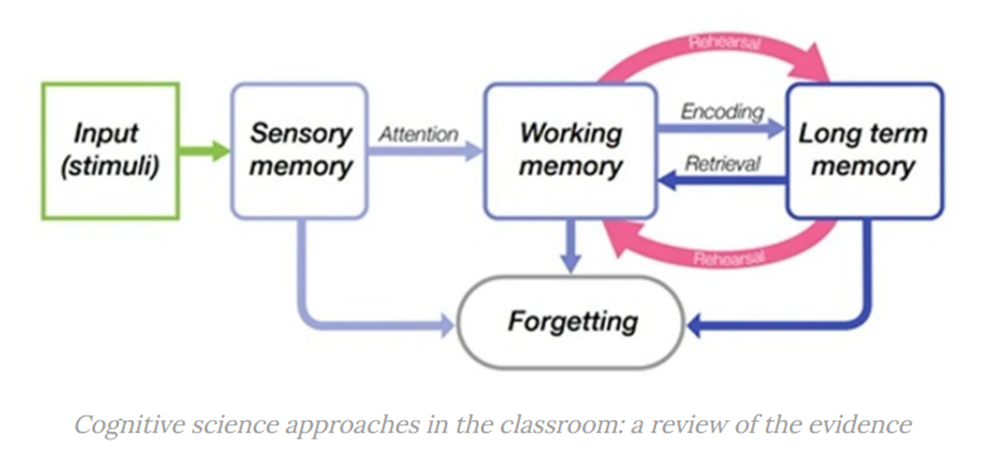 Rehearsal
Input
(stimuli)
Sensory
memory
Attention
Working
memory
Encoding
Retrieval
Long term
memory
Rehearsal
Forgetting
Cognitive science approaches in the classroom: a review of the evidence